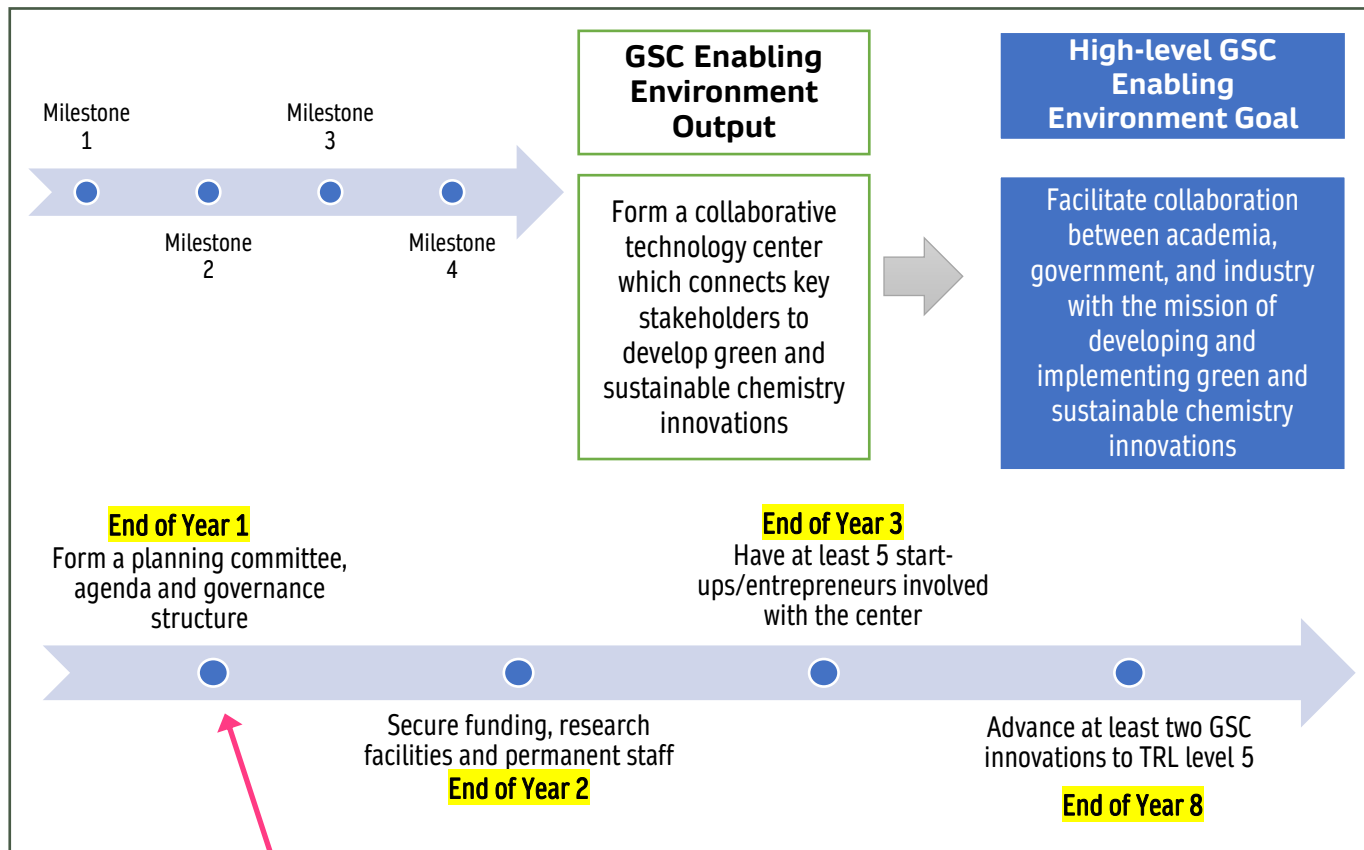 Milestone
1
Milestone
3
Milestone
2
Milestone
4
GSC Enabling
Environment
Output
High-level GSC
Enabling
Environment Goal
Form a collaborative
technology center
which connects key
stakeholders to
develop green and
sustainable chemistry
innovations
Facilitate collaboration
between academia,
government, and industry
with the mission of
developing and
implementing green and
sustainable chemistry
innovations
End of Year 1
Form a planning committee,
agenda and governance
structure
End of Year 3
Have at least 5 start-
ups/entrepreneurs involved
with the center
Secure funding, research
facilities and permanent staff
End of Year 2
Advance at least two GSC
innovations to TRL level 5
End of Year 8